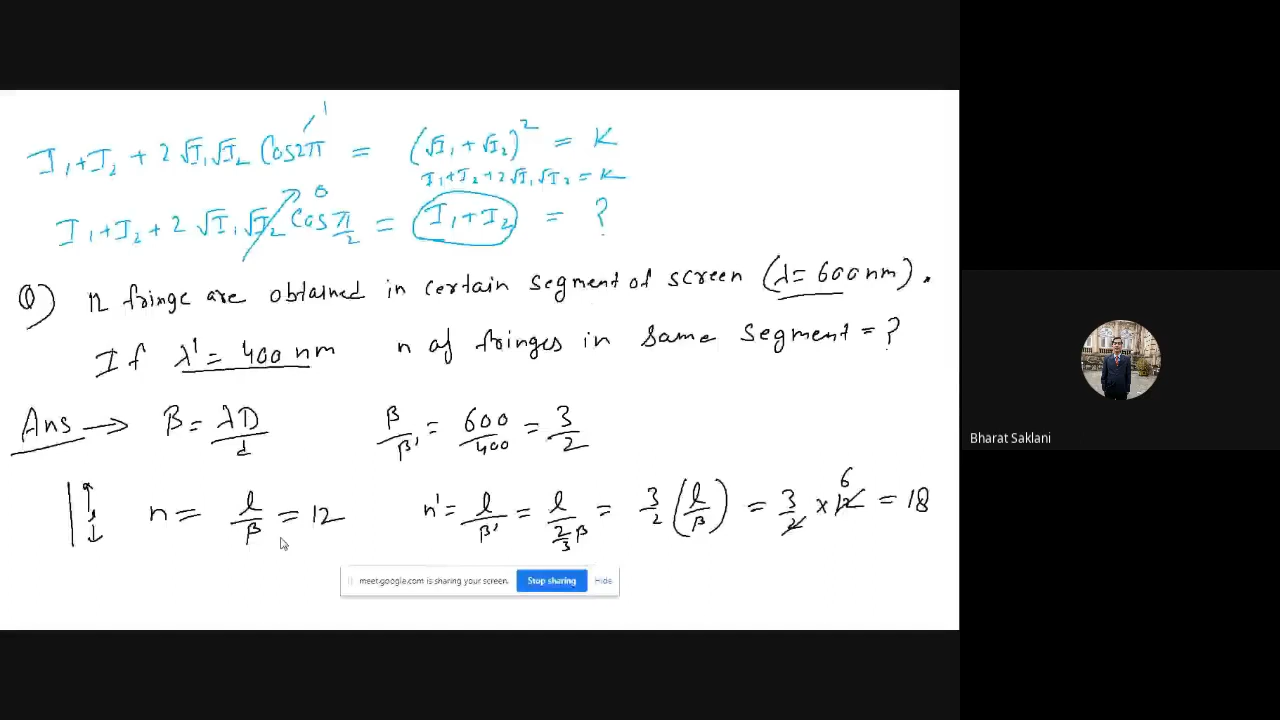 I₁+I₂ + 2√I₁√I₂ Cos2π = (√I₁ + √I₂)² = K
1
I₁+I₂+2√I₁√I₂ = K
I₁+I₂ + 2√I₁√I₂ Cos π/2 = I₁+I₂ = ?
0
Q) 12 fringe are obtained in certain segment of screen (λ = 600 nm).
If λ' = 400 nm n of fringes in same segment = ?
Ans → β = λD/d β/β' = 600/400 = 3/2
l n = l/β = 12 n' = l/β' = l/(2/3 β) = 3/2 (l/β) = 3/2 × 12 = 18
6
meet.google.com is sharing your screen. Stop sharing Hide
Bharat Saklani